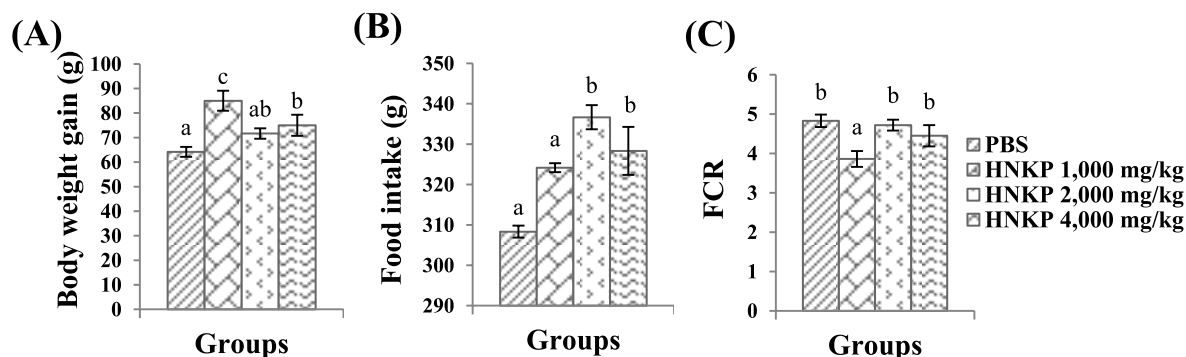 (A)
Body weight gain (g)
100
90
80
70
60
50
40
30
20
10
0
a
c
ab
b
Groups
(B)
Food intake (g)
350
340
330
320
310
300
290
a
a
b
b
Groups
(C)
FCR
6
5
4
3
2
1
0
b
a
b
b
Groups
PBS
HNKP 1,000 mg/kg
HNKP 2,000 mg/kg
HNKP 4,000 mg/kg